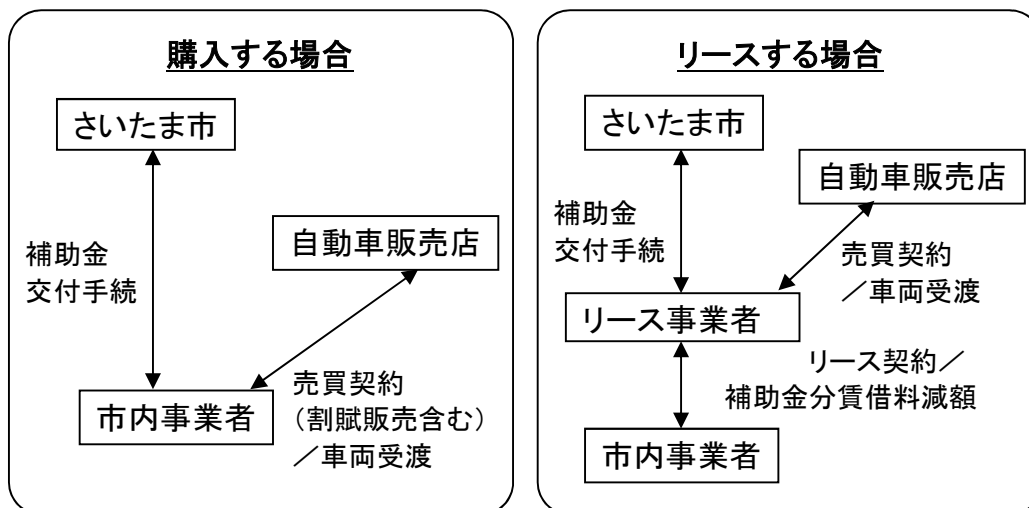 購入する場合
さいたま市
補助金
交付手続
自動車販売店
市内事業者
売買契約
（割賦販売含む）
／車両受渡
リースする場合
さいたま市
自動車販売店
補助金
交付手続
売買契約
／車両受渡
リース事業者
リース契約／
補助金分賃借料減額
市内事業者